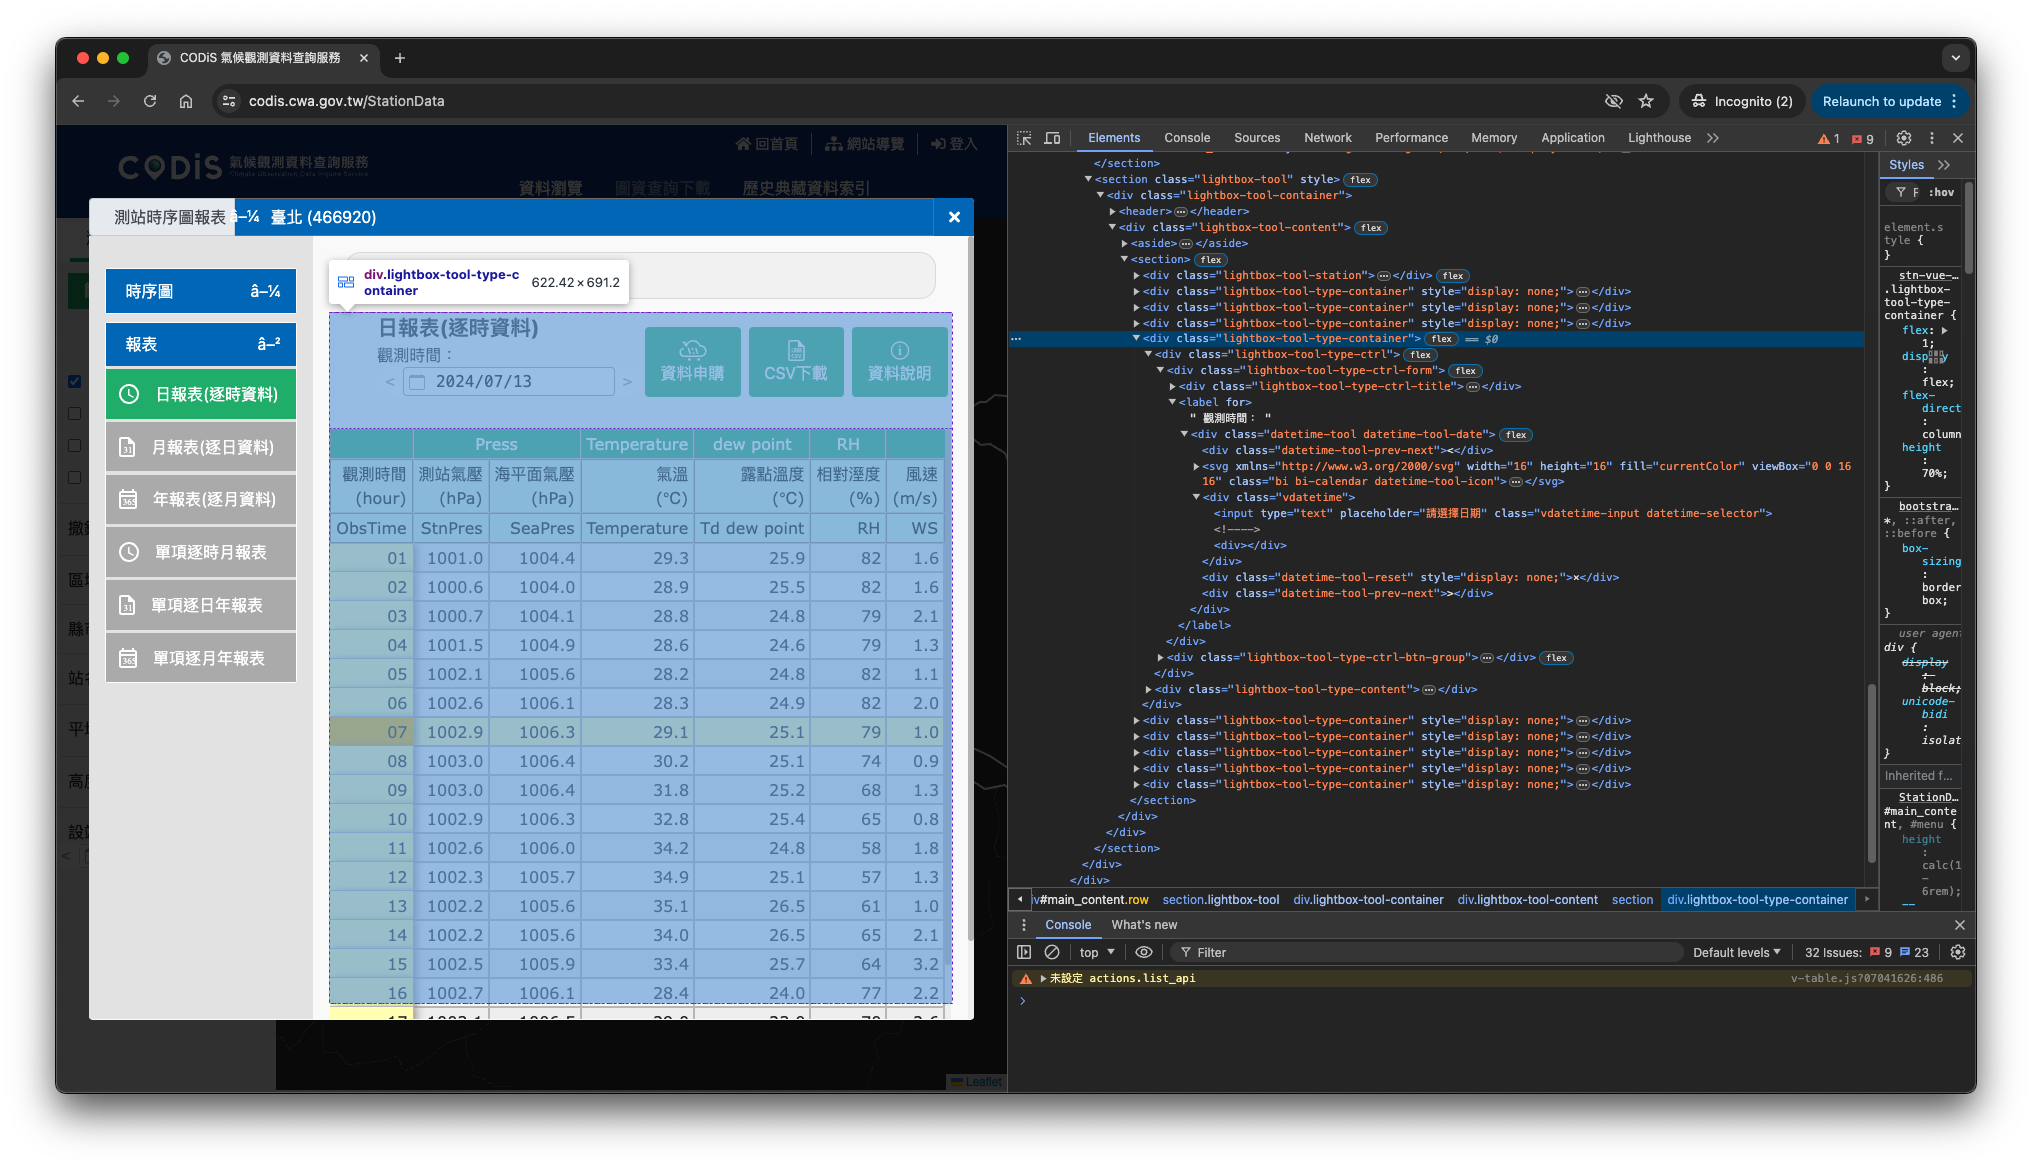 CODiS 氣候觀測資料查詢服務
codis.cwa.gov.tw/StationData
Incognito (2)
Relaunch to update
回首頁
網站導覽
登入
CODiS 氣候觀測資料查詢服務
Climate Observation Data Inquire Service
資料瀏覽
圖資查詢下載
歷史典藏資料索引
測站時序圖報表 â–¼ 臺北 (466920)
時序圖 â–¼
報表 â–²
日報表(逐時資料)
月報表(逐日資料)
年報表(逐月資料)
單項逐時月報表
單項逐日年報表
單項逐月年報表
div.lightbox-tool-type-c
ontainer
622.42 × 691.2
日報表(逐時資料)
觀測時間：
< 2024/07/13 >
資料申購
CSV下載
資料說明
Press Temperature dew point RH
觀測時間 測站氣壓 海平面氣壓 氣溫 露點溫度 相對溼度 風速
(hour) (hPa) (hPa) (℃) (℃) (%) (m/s)
ObsTime StnPres SeaPres Temperature Td dew point RH WS
01 1001.0 1004.4 29.3 25.9 82 1.6
02 1000.6 1004.0 28.9 25.5 82 1.6
03 1000.7 1004.1 28.8 24.8 79 2.1
04 1001.5 1004.9 28.6 24.6 79 1.3
05 1002.1 1005.6 28.2 24.8 82 1.1
06 1002.6 1006.1 28.3 24.9 82 2.0
07 1002.9 1006.3 29.1 25.1 79 1.0
08 1003.0 1006.4 30.2 25.1 74 0.9
09 1003.0 1006.4 31.8 25.2 68 1.3
10 1002.9 1006.3 32.8 25.4 65 0.8
11 1002.6 1006.0 34.2 24.8 58 1.8
12 1002.3 1005.7 34.9 25.1 57 1.3
13 1002.2 1005.6 35.1 26.5 61 1.0
14 1002.2 1005.6 34.0 26.5 65 2.1
15 1002.5 1005.9 33.4 25.7 64 3.2
16 1002.7 1006.1 28.4 24.0 77 2.2
Leaflet
Elements Console Sources Network Performance Memory Application Lighthouse
1 9
</section>
<section class="lightbox-tool" style> flex
<div class="lightbox-tool-container">
<header> </header>
<div class="lightbox-tool-content"> flex
<aside> </aside>
<section> flex
<div class="lightbox-tool-station"> </div> flex
<div class="lightbox-tool-type-container" style="display: none;"> </div>
<div class="lightbox-tool-type-container" style="display: none;"> </div>
<div class="lightbox-tool-type-container" style="display: none;"> </div>
<div class="lightbox-tool-type-container"> flex == $0
<div class="lightbox-tool-type-ctrl"> flex
<div class="lightbox-tool-type-ctrl-form"> flex
<div class="lightbox-tool-type-ctrl-title"> </div>
<label for>
" 觀測時間： "
<div class="datetime-tool datetime-tool-date"> flex
<div class="datetime-tool-prev-next"><</div>
<svg xmlns="http://www.w3.org/2000/svg" width="16" height="16" fill="currentColor" viewBox="0 0 16
16" class="bi bi-calendar datetime-tool-icon"> </svg>
<div class="vdatetime">
<input type="text" placeholder="請選擇日期" class="vdatetime-input datetime-selector">
<!---->
<div></div>
</div>
<div class="datetime-tool-reset" style="display: none;">×</div>
<div class="datetime-tool-prev-next">></div>
</div>
</label>
</div>
<div class="lightbox-tool-type-ctrl-btn-group"> </div> flex
</div>
<div class="lightbox-tool-type-content"> </div>
</div>
<div class="lightbox-tool-type-container" style="display: none;"> </div>
<div class="lightbox-tool-type-container" style="display: none;"> </div>
<div class="lightbox-tool-type-container" style="display: none;"> </div>
<div class="lightbox-tool-type-container" style="display: none;"> </div>
<div class="lightbox-tool-type-container" style="display: none;"> </div>
</section>
</div>
</div>
</section>
</div>
</div>
iv#main_content.row section.lightbox-tool div.lightbox-tool-container div.lightbox-tool-content section div.lightbox-tool-type-container
Styles
F :hov
element.s
tyle {
}
stn-vue-…
.lightbox-
tool-type-
container {
flex:
1;
display
:
flex;
flex-
direct
:
column
height
:
70%;
}
bootstra…
*, ::after,
::before {
box-
sizing
:
border
box;
}
user agen
div {
display
:
block;
unicode-
bidi
:
isolat
}
Inherited f…
StationD…
#main_conte
nt, #menu {
height
:
calc(1
–
6rem);
Console What's new
top
Filter
Default levels
32 Issues: 9 23
未設定 actions.list_api
v-table.js?07041626:486